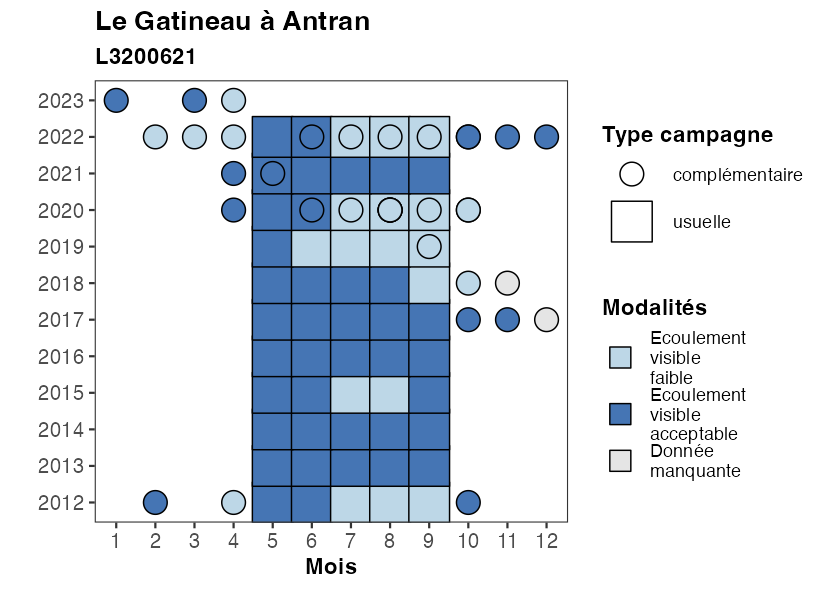 Le Gatineau à Antran
L3200621
2023
2022
2021
2020
2019
2018
2017
2016
2015
2014
2013
2012
1 2 3 4 5 6 7 8 9 10 11 12
Mois
Type campagne
complémentaire
usuelle
Modalités
Ecoulement
visible
faible
Ecoulement
visible
acceptable
Donnée
manquante